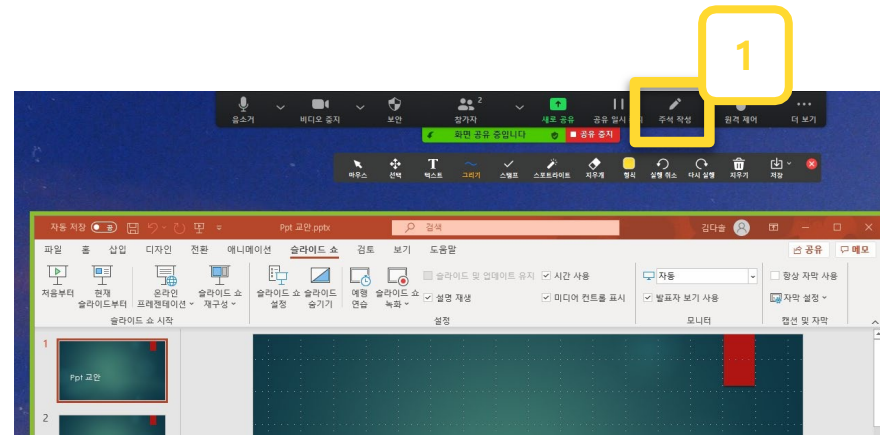 1
2
음소거 비디오 중지 보안 참가자 새로 공유 공유 일시 지 주석 작성 원격 제어 더 보기
화면 공유 중입니다 공유 중지
마우스 선택 텍스트 그리기 스탬프 스포트라이트 지우개 형식 실행 취소 다시 실행 지우기 저장
자동 저장 Ppt 교안.pptx 검색 김다솔
파일 홈 삽입 디자인 전환 애니메이션 슬라이드 쇼 검토 보기 도움말 공유 메모
처음부터 현재 슬라이드부터 온라인 프레젠테이션 슬라이드 쇼 재구성 슬라이드 쇼 설정 슬라이드 숨기기 예행 연습 슬라이드 쇼 녹화
슬라이드 및 업데이트 유지 시간 사용 자동 항상 자막 사용
설명 재생 미디어 컨트롤 표시 발표자 보기 사용 자막 설정
슬라이드 쇼 시작 설정 모니터 캡션 및 자막
1
Ppt 교안
2